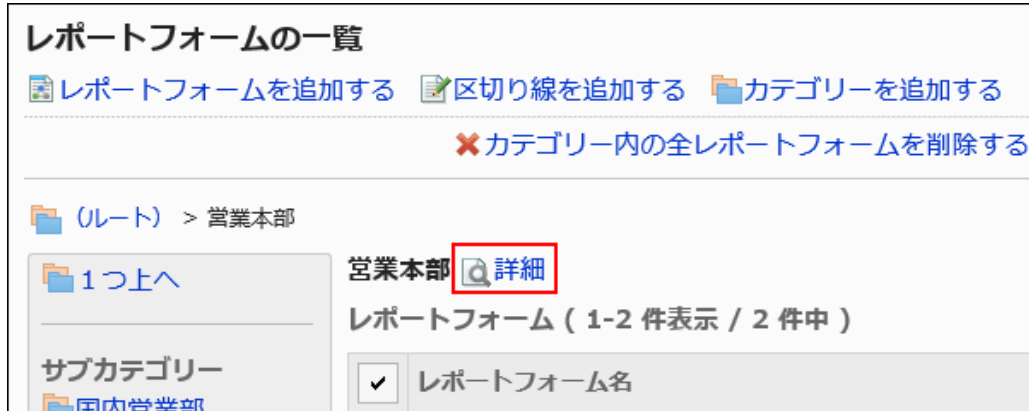 レポートフォームの一覧
レポートフォームを追加する 区切り線を追加する カテゴリーを追加する
カテゴリー内の全レポートフォームを削除する
（ルート） > 営業本部
1つ上へ
サブカテゴリー
国内営業部
営業本部 詳細
レポートフォーム ( 1-2 件表示 / 2 件中 )
レポートフォーム名